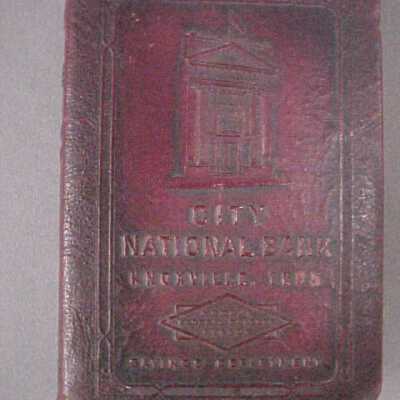 CITY
NATIONAL BANK
KNOXVILLE, TENN
SAVINGS DEPARTMENT